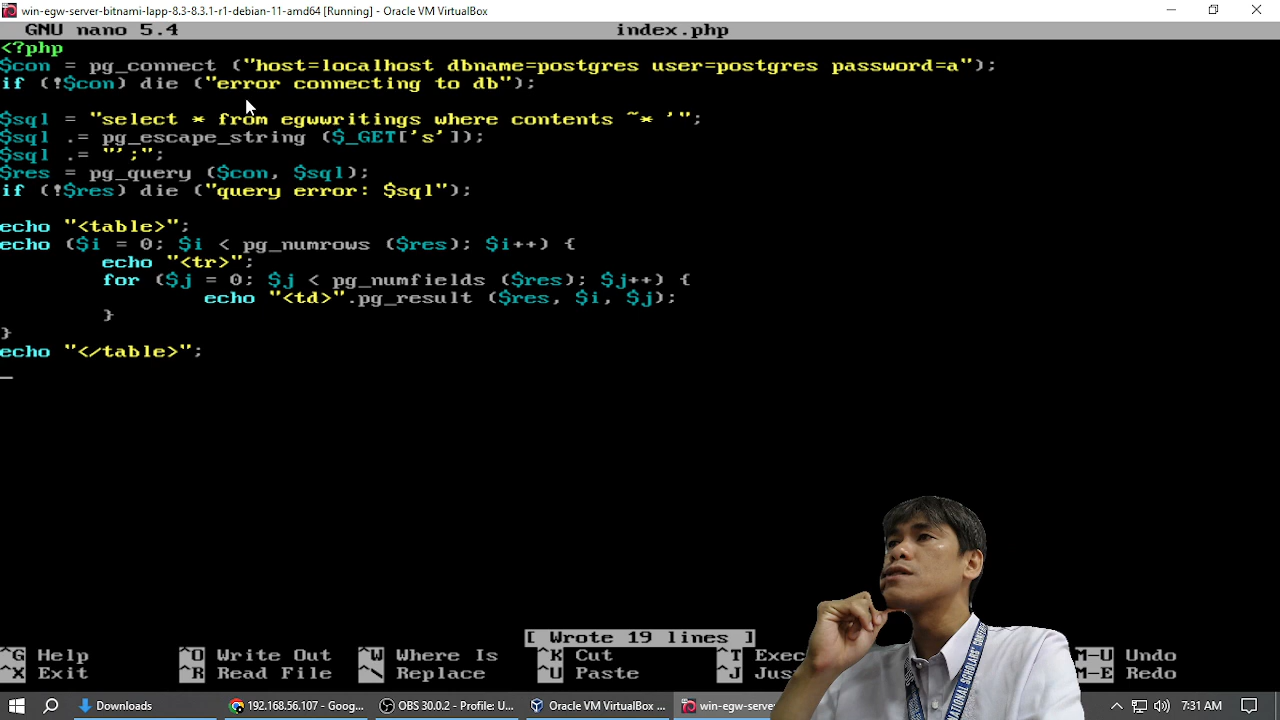 win-egw-server-bitnami-lapp-8.3-8.3.1-r1-debian-11-amd64 [Running] - Oracle VM VirtualBox
GNU nano 5.4 index.php
<?php
$con = pg_connect ("host=localhost dbname=postgres user=postgres password=a");
if (!$con) die ("error connecting to db");
$sql = "select * from egwwritings where contents ~* '";
$sql .= pg_escape_string ($_GET['s']);
$sql .= "';";
$res = pg_query ($con, $sql);
if (!$res) die ("query error: $sql");
echo "<table>";
echo ($i = 0; $i < pg_numrows ($res); $i++) {
echo "<tr>";
for ($j = 0; $j < pg_numfields ($res); $j++) {
echo "<td>".pg_result ($res, $i, $j);
}
}
echo "</table>";
[ Wrote 19 lines ]
^G Help ^O Write Out ^W Where Is ^K Cut ^T Exec M-U Undo
^X Exit ^R Read File ^\ Replace ^U Paste ^J Jus M-E Redo
NATIONAL SCHOLARS'
Downloads 192.168.56.107 - Goog... OBS 30.0.2 - Profile: U... Oracle VM VirtualBox ... win-egw-serve 7:31 AM